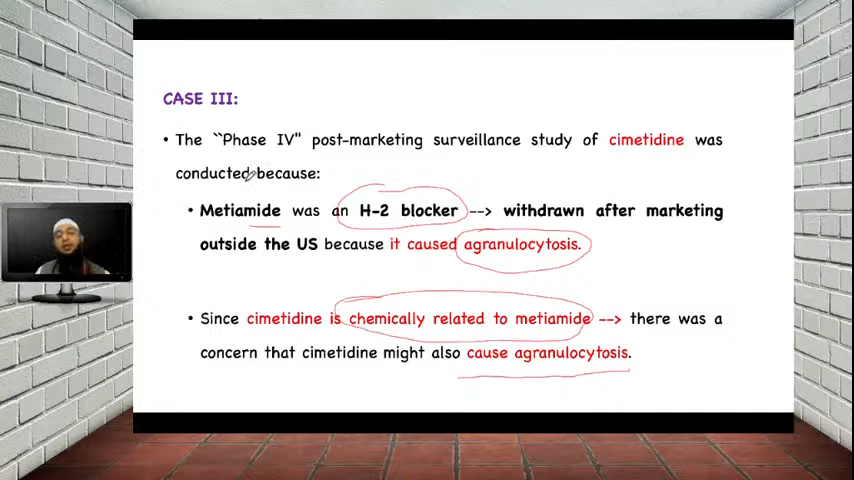 CASE III:
• The ``Phase IV" post-marketing surveillance study of cimetidine was
conducted because:
• Metiamide was an H-2 blocker --> withdrawn after marketing
outside the US because it caused agranulocytosis.
• Since cimetidine is chemically related to metiamide --> there was a
concern that cimetidine might also cause agranulocytosis.